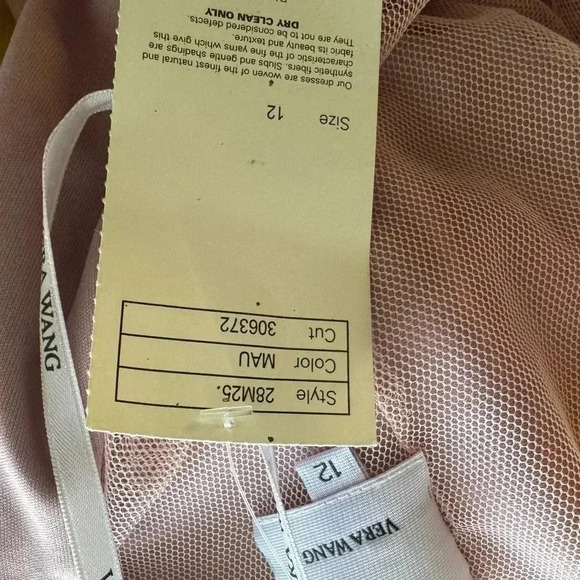 Style 28M25.
Color MAU
Cut 306372
Size 12
Our dresses are woven of the finest natural and
synthetic fibers. Slubs and gentle shadings are
characteristic of the fine yarns which give this
fabric its beauty and texture.
They are not to be considered defects.
DRY CLEAN ONLY
12
VERA WANG
A WANG